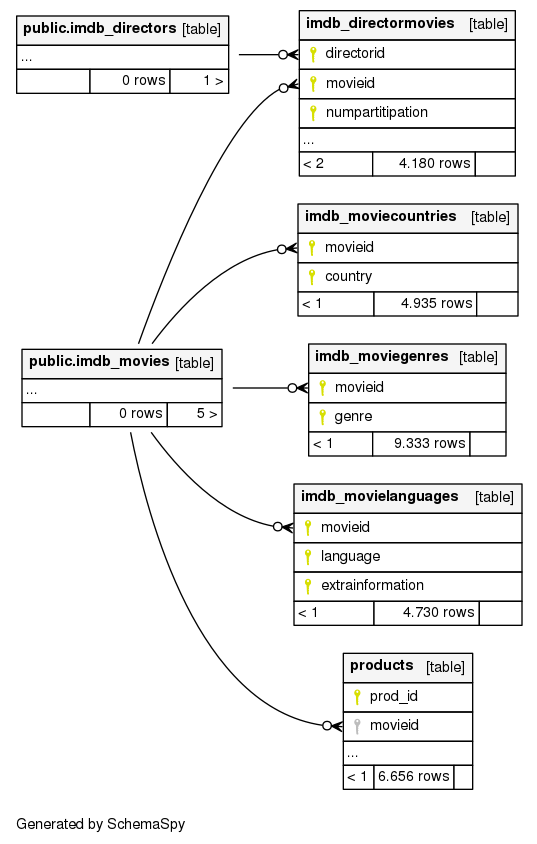 public.imdb_directors [table]
...
0 rows 1 >
imdb_directormovies [table]
directorid
movieid
numpartitipation
...
< 2 4.180 rows
imdb_moviecountries [table]
movieid
country
< 1 4.935 rows
public.imdb_movies [table]
...
0 rows 5 >
imdb_moviegenres [table]
movieid
genre
< 1 9.333 rows
imdb_movielanguages [table]
movieid
language
extrainformation
< 1 4.730 rows
products [table]
prod_id
movieid
...
< 1 6.656 rows
Generated by SchemaSpy